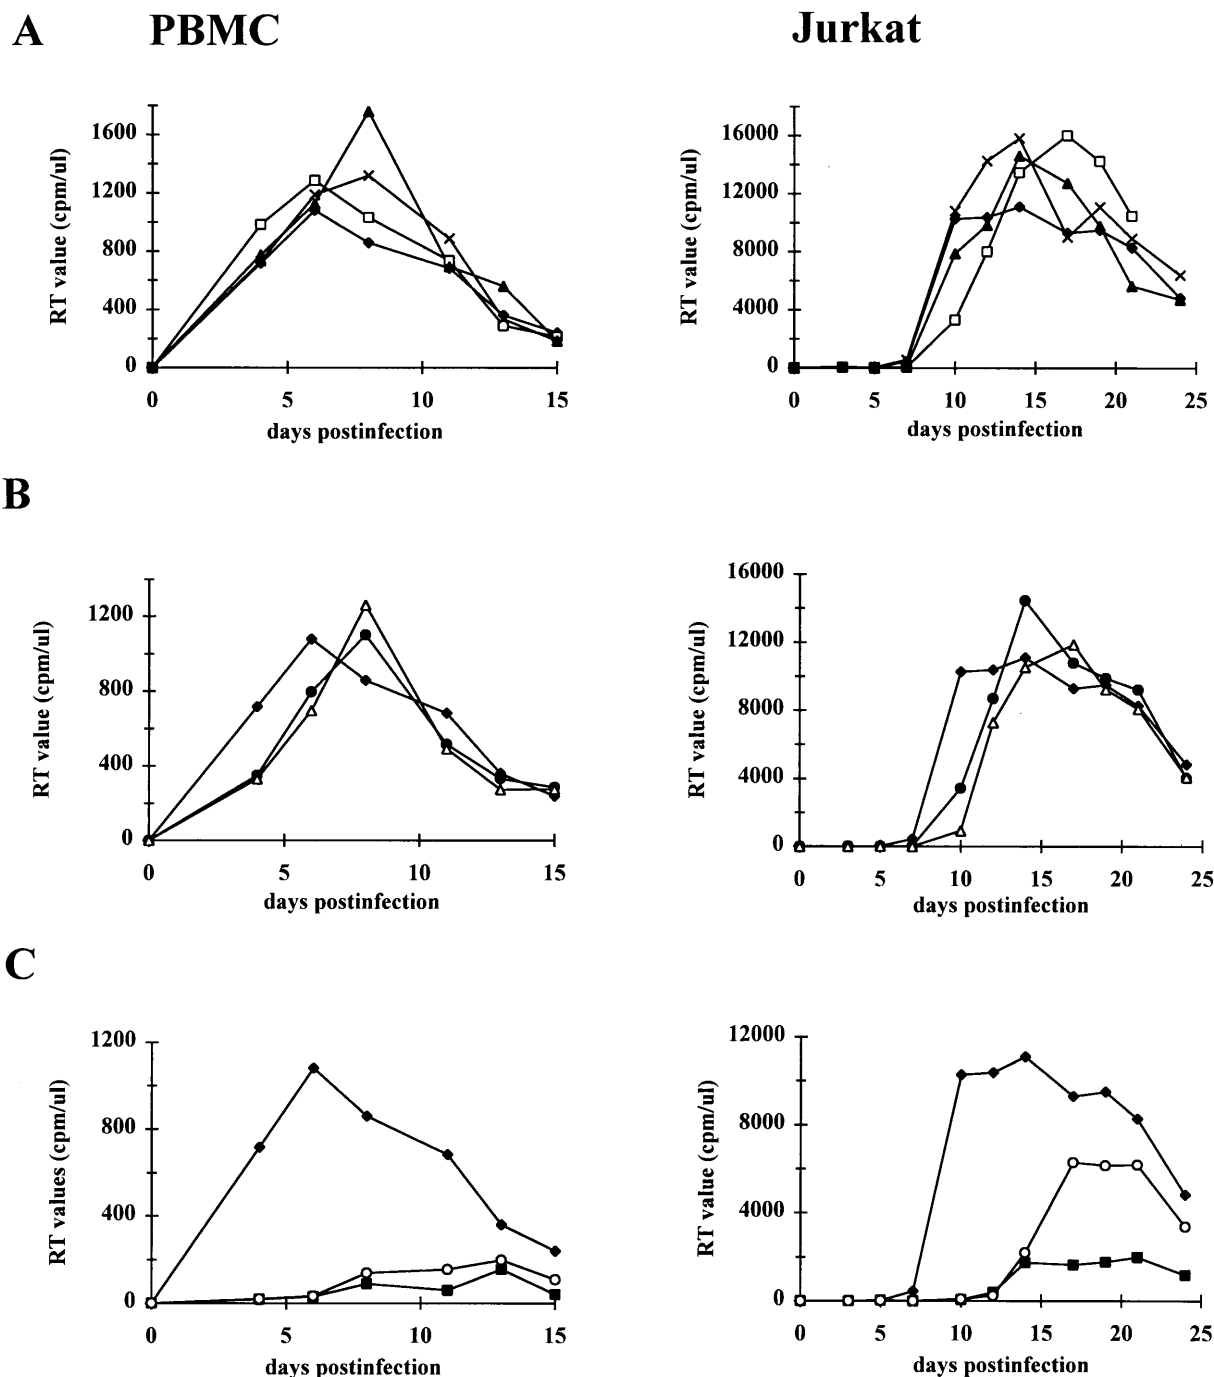 A PBMC Jurkat
RT value (cpm/ul)
1600
1200
800
400
0
0 5 10 15
days postinfection
RT value (cpm/ul)
16000
12000
8000
4000
0
0 5 10 15 20 25
days postinfection
B
RT value (cpm/ul)
1200
800
400
0
0 5 10 15
days postinfection
RT value (cpm/ul)
16000
12000
8000
4000
0
0 5 10 15 20 25
days postinfection
C
RT values (cpm/ul)
1200
800
400
0
0 5 10 15
days postinfection
RT value (cpm/ul)
12000
8000
4000
0
0 5 10 15 20 25
days postinfection